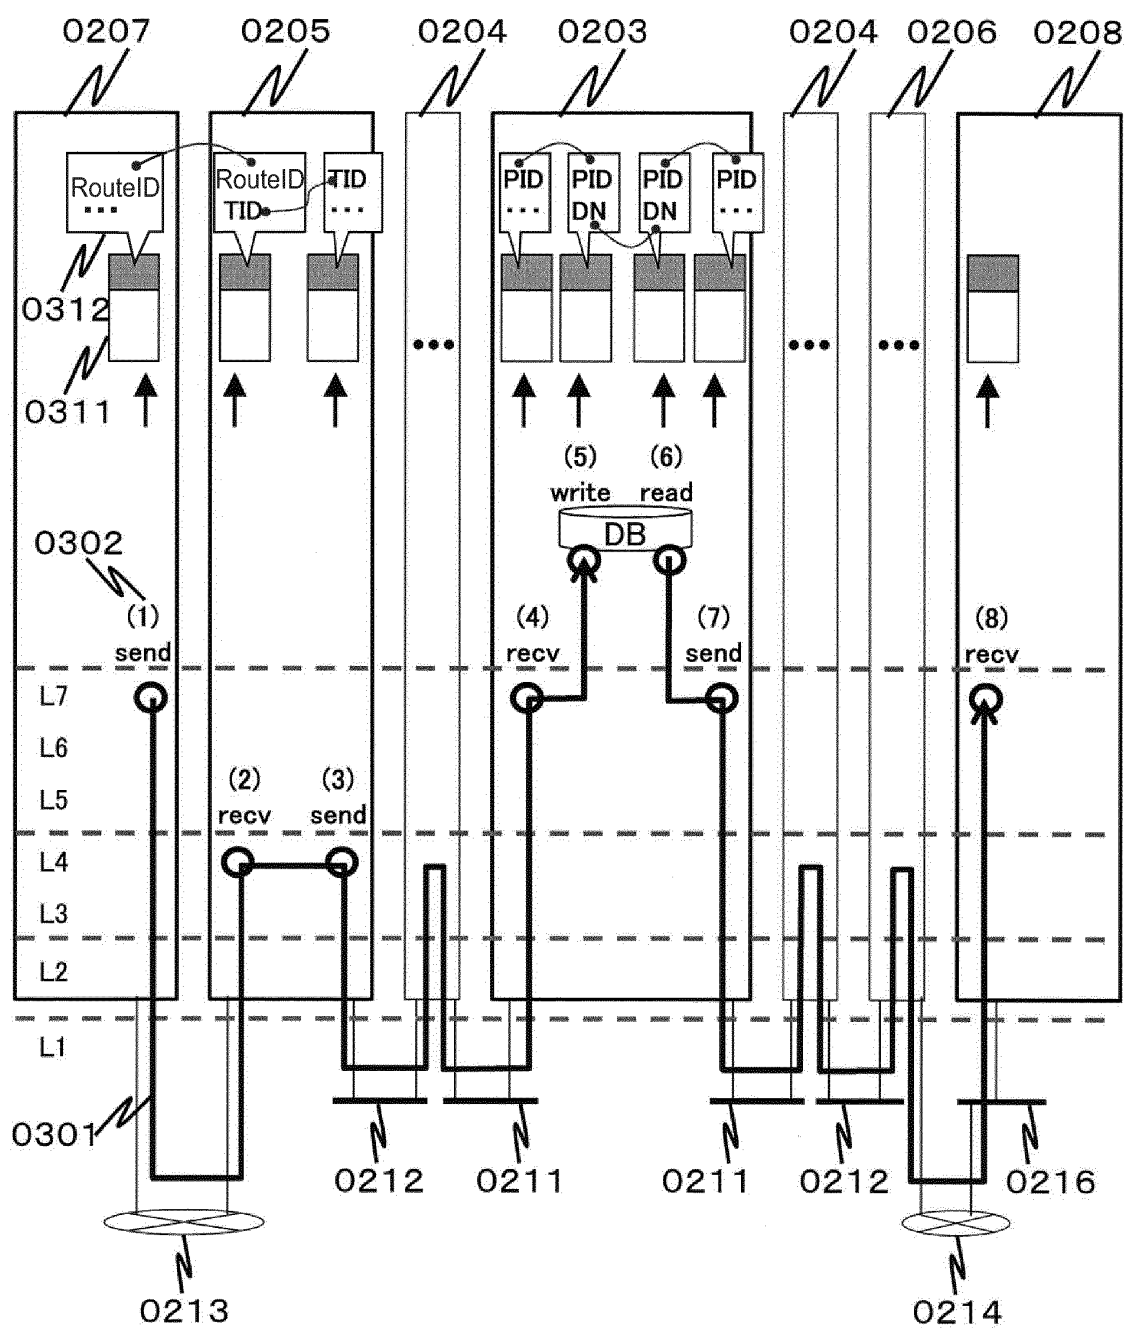 0207 0205 0204 0203 0204 0206 0208
RouteID RouteID TID PID PID PID PID
... TID ... ... DN DN ...
0312
... ... ...
0311
(5) (6)
write read
DB
0302
(1) (4) (7) (8)
send recv send recv
L7
L6
(2) (3)
L5 recv send
L4
L3
L2
L1
0301
0212 0211 0211 0212 0216
0213 0214